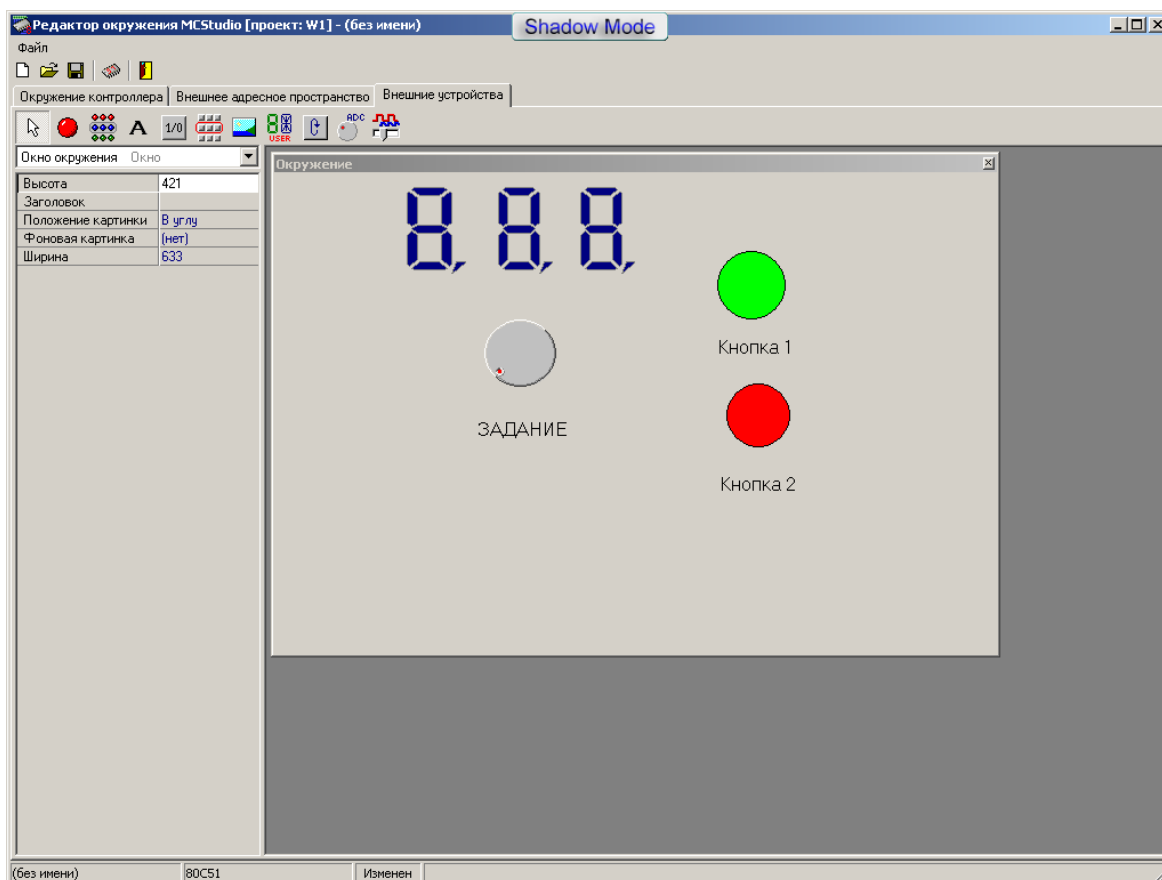 Редактор окружения MCStudio [проект: W1] - (без имени)
Shadow Mode
Файл
Окружение контроллера Внешнее адресное пространство Внешние устройства
A 1/0 USER ADC
Окно окружения Окно
Высота 421
Заголовок
Положение картинки В углу
Фоновая картинка (нет)
Ширина 633
Окружение
8, 8, 8,
Кнопка 1
ЗАДАНИЕ
Кнопка 2
(без имени) 80C51 Изменен